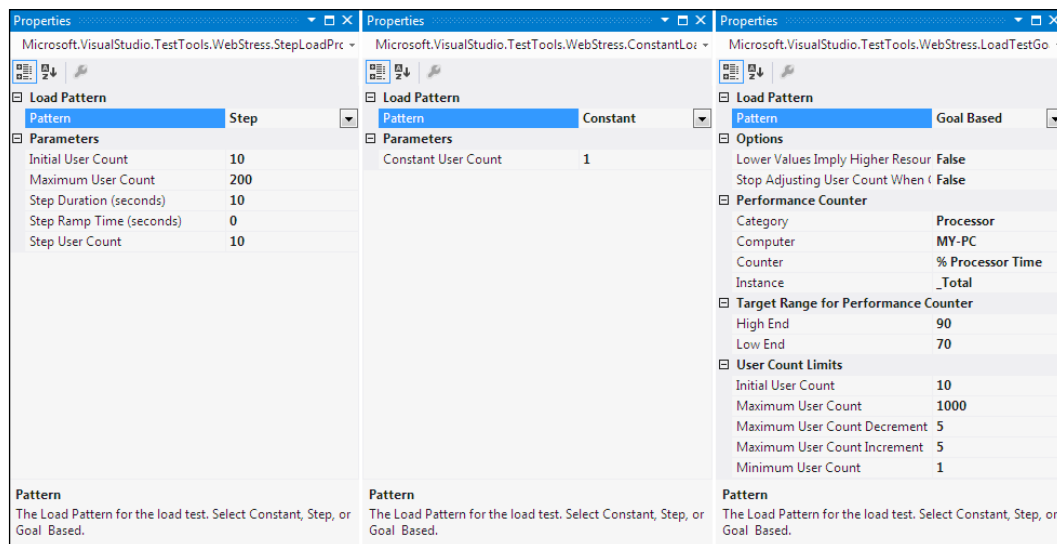 Properties
Microsoft.VisualStudio.TestTools.WebStress.StepLoadPrc
Load Pattern
Pattern Step
Parameters
Initial User Count 10
Maximum User Count 200
Step Duration (seconds) 10
Step Ramp Time (seconds) 0
Step User Count 10
Pattern
The Load Pattern for the load test. Select Constant, Step, or
Goal Based.
Properties
Microsoft.VisualStudio.TestTools.WebStress.ConstantLoa
Load Pattern
Pattern Constant
Parameters
Constant User Count 1
Pattern
The Load Pattern for the load test. Select Constant, Step, or
Goal Based.
Properties
Microsoft.VisualStudio.TestTools.WebStress.LoadTestGo
Load Pattern
Pattern Goal Based
Options
Lower Values Imply Higher Resour False
Stop Adjusting User Count When False
Performance Counter
Category Processor
Computer MY-PC
Counter % Processor Time
Instance _Total
Target Range for Performance Counter
High End 90
Low End 70
User Count Limits
Initial User Count 10
Maximum User Count 1000
Maximum User Count Decrement 5
Maximum User Count Increment 5
Minimum User Count 1
Pattern
The Load Pattern for the load test. Select Constant, Step, or
Goal Based.